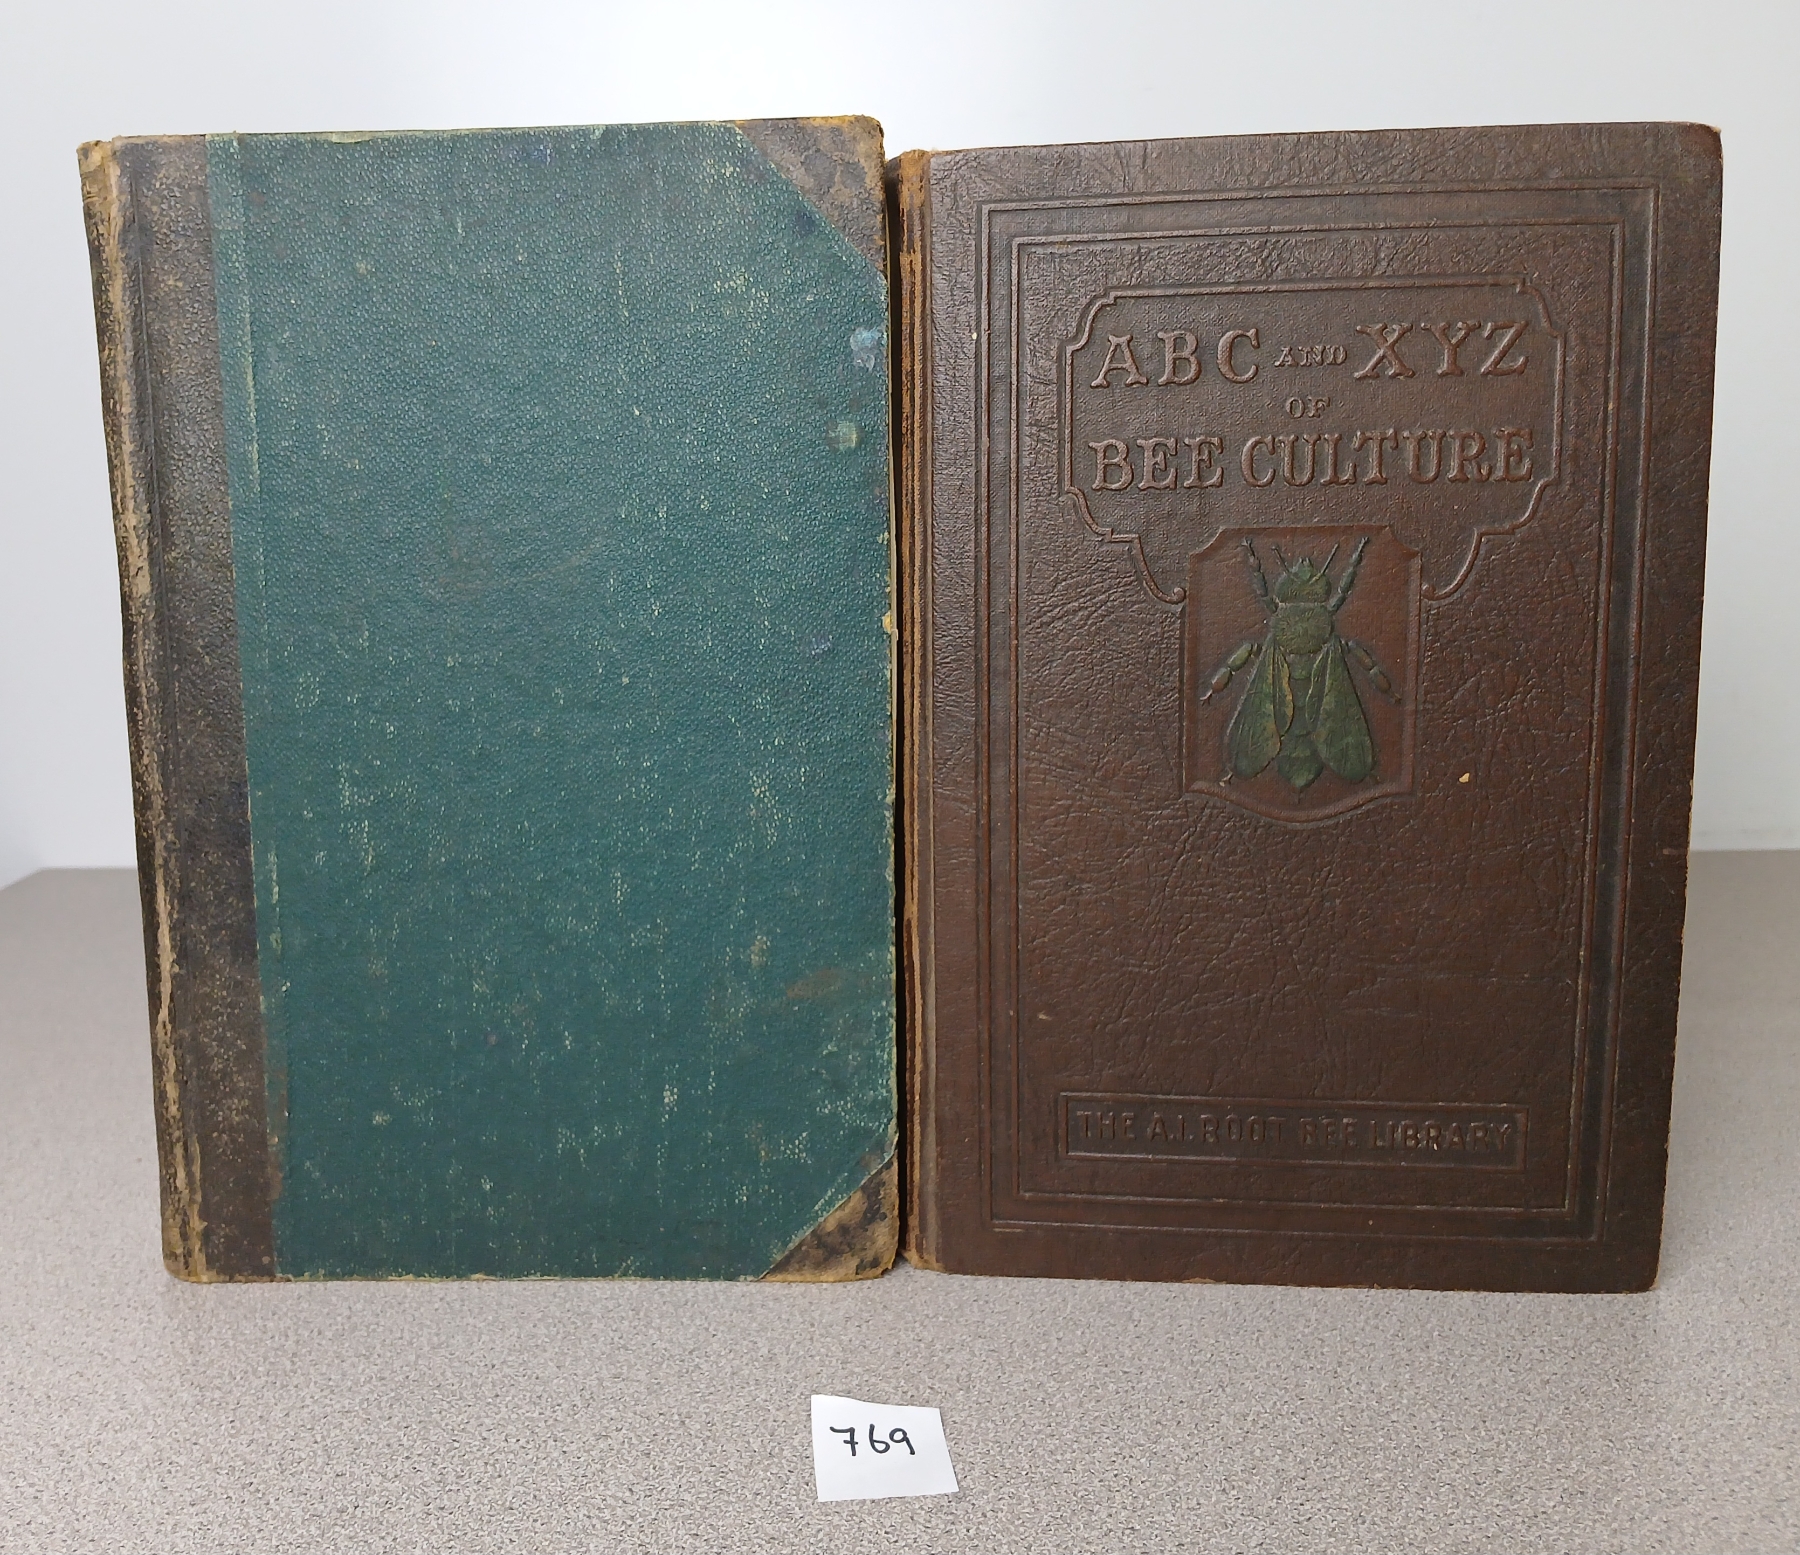 ABC AND XYZ
OF
BEE CULTURE
THE A.I. ROOT BEE LIBRARY
769